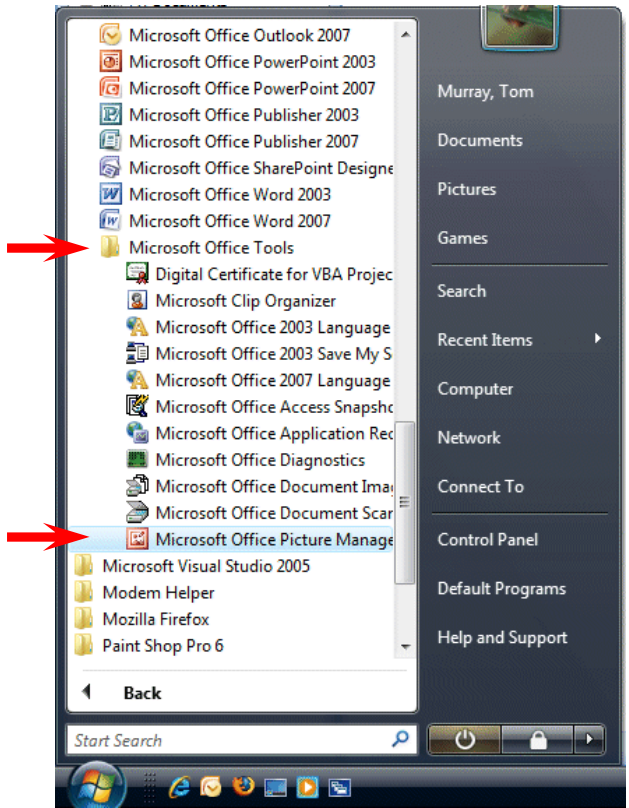 Microsoft Office Outlook 2007
Microsoft Office PowerPoint 2003
Microsoft Office PowerPoint 2007
Microsoft Office Publisher 2003
Microsoft Office Publisher 2007
Microsoft Office SharePoint Designe
Microsoft Office Word 2003
Microsoft Office Word 2007
Microsoft Office Tools
Digital Certificate for VBA Projec
Microsoft Clip Organizer
Microsoft Office 2003 Language
Microsoft Office 2003 Save My S
Microsoft Office 2007 Language
Microsoft Office Access Snapsho
Microsoft Office Application Rec
Microsoft Office Diagnostics
Microsoft Office Document Imag
Microsoft Office Document Scar
Microsoft Office Picture Manage
Microsoft Visual Studio 2005
Modem Helper
Mozilla Firefox
Paint Shop Pro 6
Back
Start Search
Murray, Tom
Documents
Pictures
Games
Search
Recent Items
Computer
Network
Connect To
Control Panel
Default Programs
Help and Support